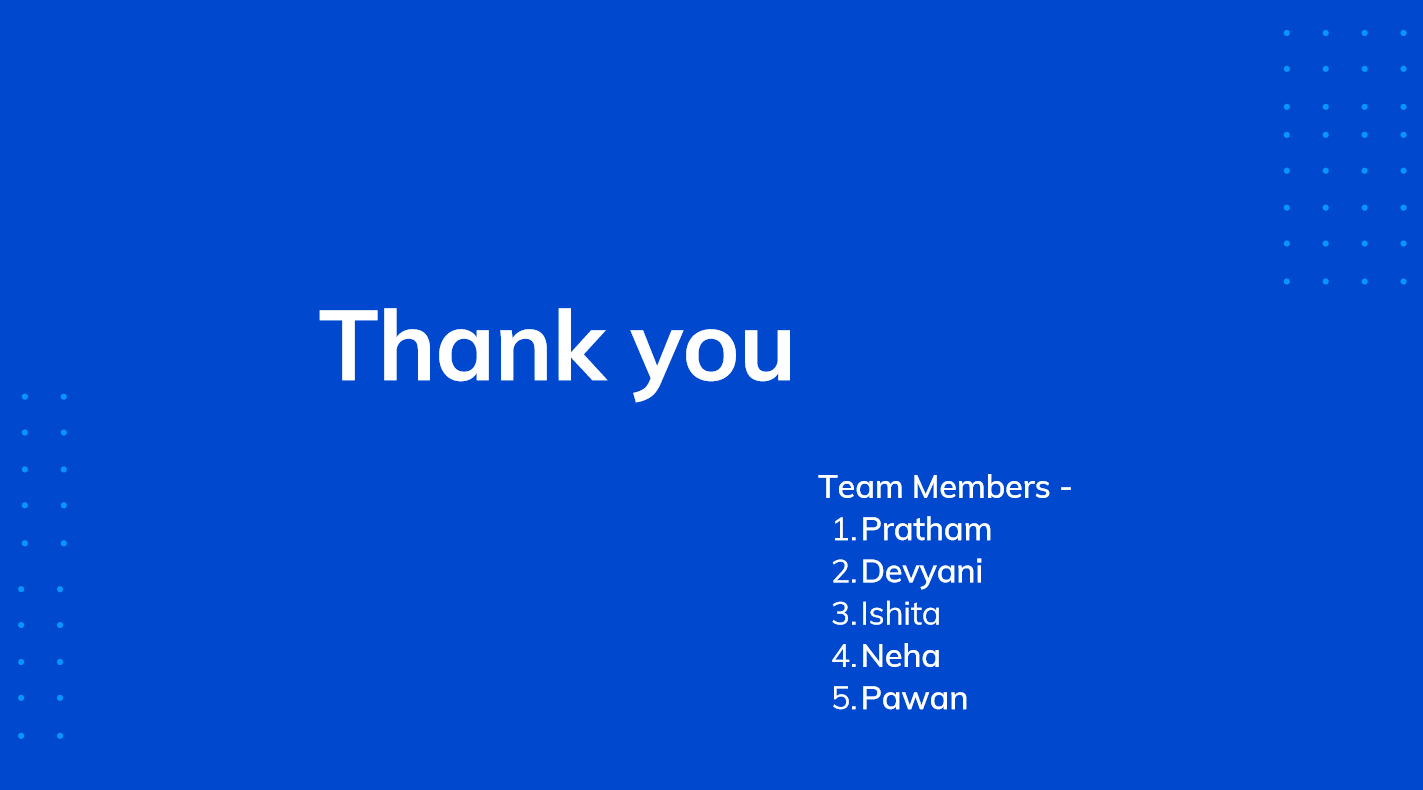 Thank you
Team Members -
1. Pratham
2. Devyani
3. Ishita
4. Neha
5. Pawan